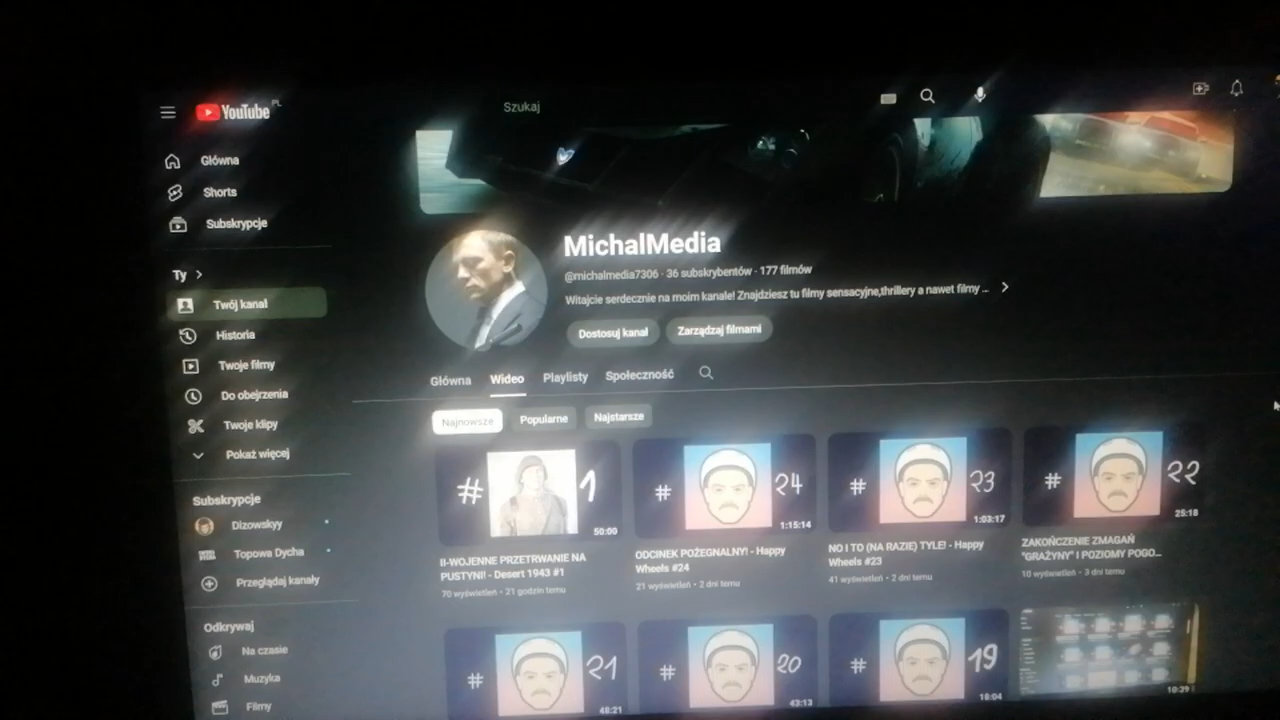 YouTube PL
Szukaj
Główna
Shorts
Subskrypcje
Ty
Twój kanał
Historia
Twoje filmy
Do obejrzenia
Twoje klipy
Pokaż więcej
Subskrypcje
Dizowskyy
Topowa Dycha
Przeglądaj kanały
Odkrywaj
Na czasie
Muzyka
Filmy
MichalMedia
@michalmedia7306 · 36 subskrybentów · 177 filmów
Witajcie serdecznie na moim kanale! Znajdziesz tu filmy sensacyjne,thrillery a nawet filmy ...
Dostosuj kanał
Zarządzaj filmami
Główna
Wideo
Playlisty
Społeczność
Najnowsze
Popularne
Najstarsze
# 1
50:00
II-WOJENNE PRZETRWANIE NA
PUSTYNI! - Desert 1943 #1
70 wyświetleń • 21 godzin temu
# 24
1:15:14
ODCINEK POŻEGNALNY! - Happy
Wheels #24
21 wyświetleń • 2 dni temu
# 23
1:03:17
NO I TO (NA RAZIE) TYLE! - Happy
Wheels #23
41 wyświetleń • 2 dni temu
# 22
25:18
ZAKOŃCZENIE ZMAGAŃ
"GRAŻYNY" I POZIOMY POGO...
10 wyświetleń • 3 dni temu
# 21
46:21
# 20
43:13
# 19
18:04
10:39